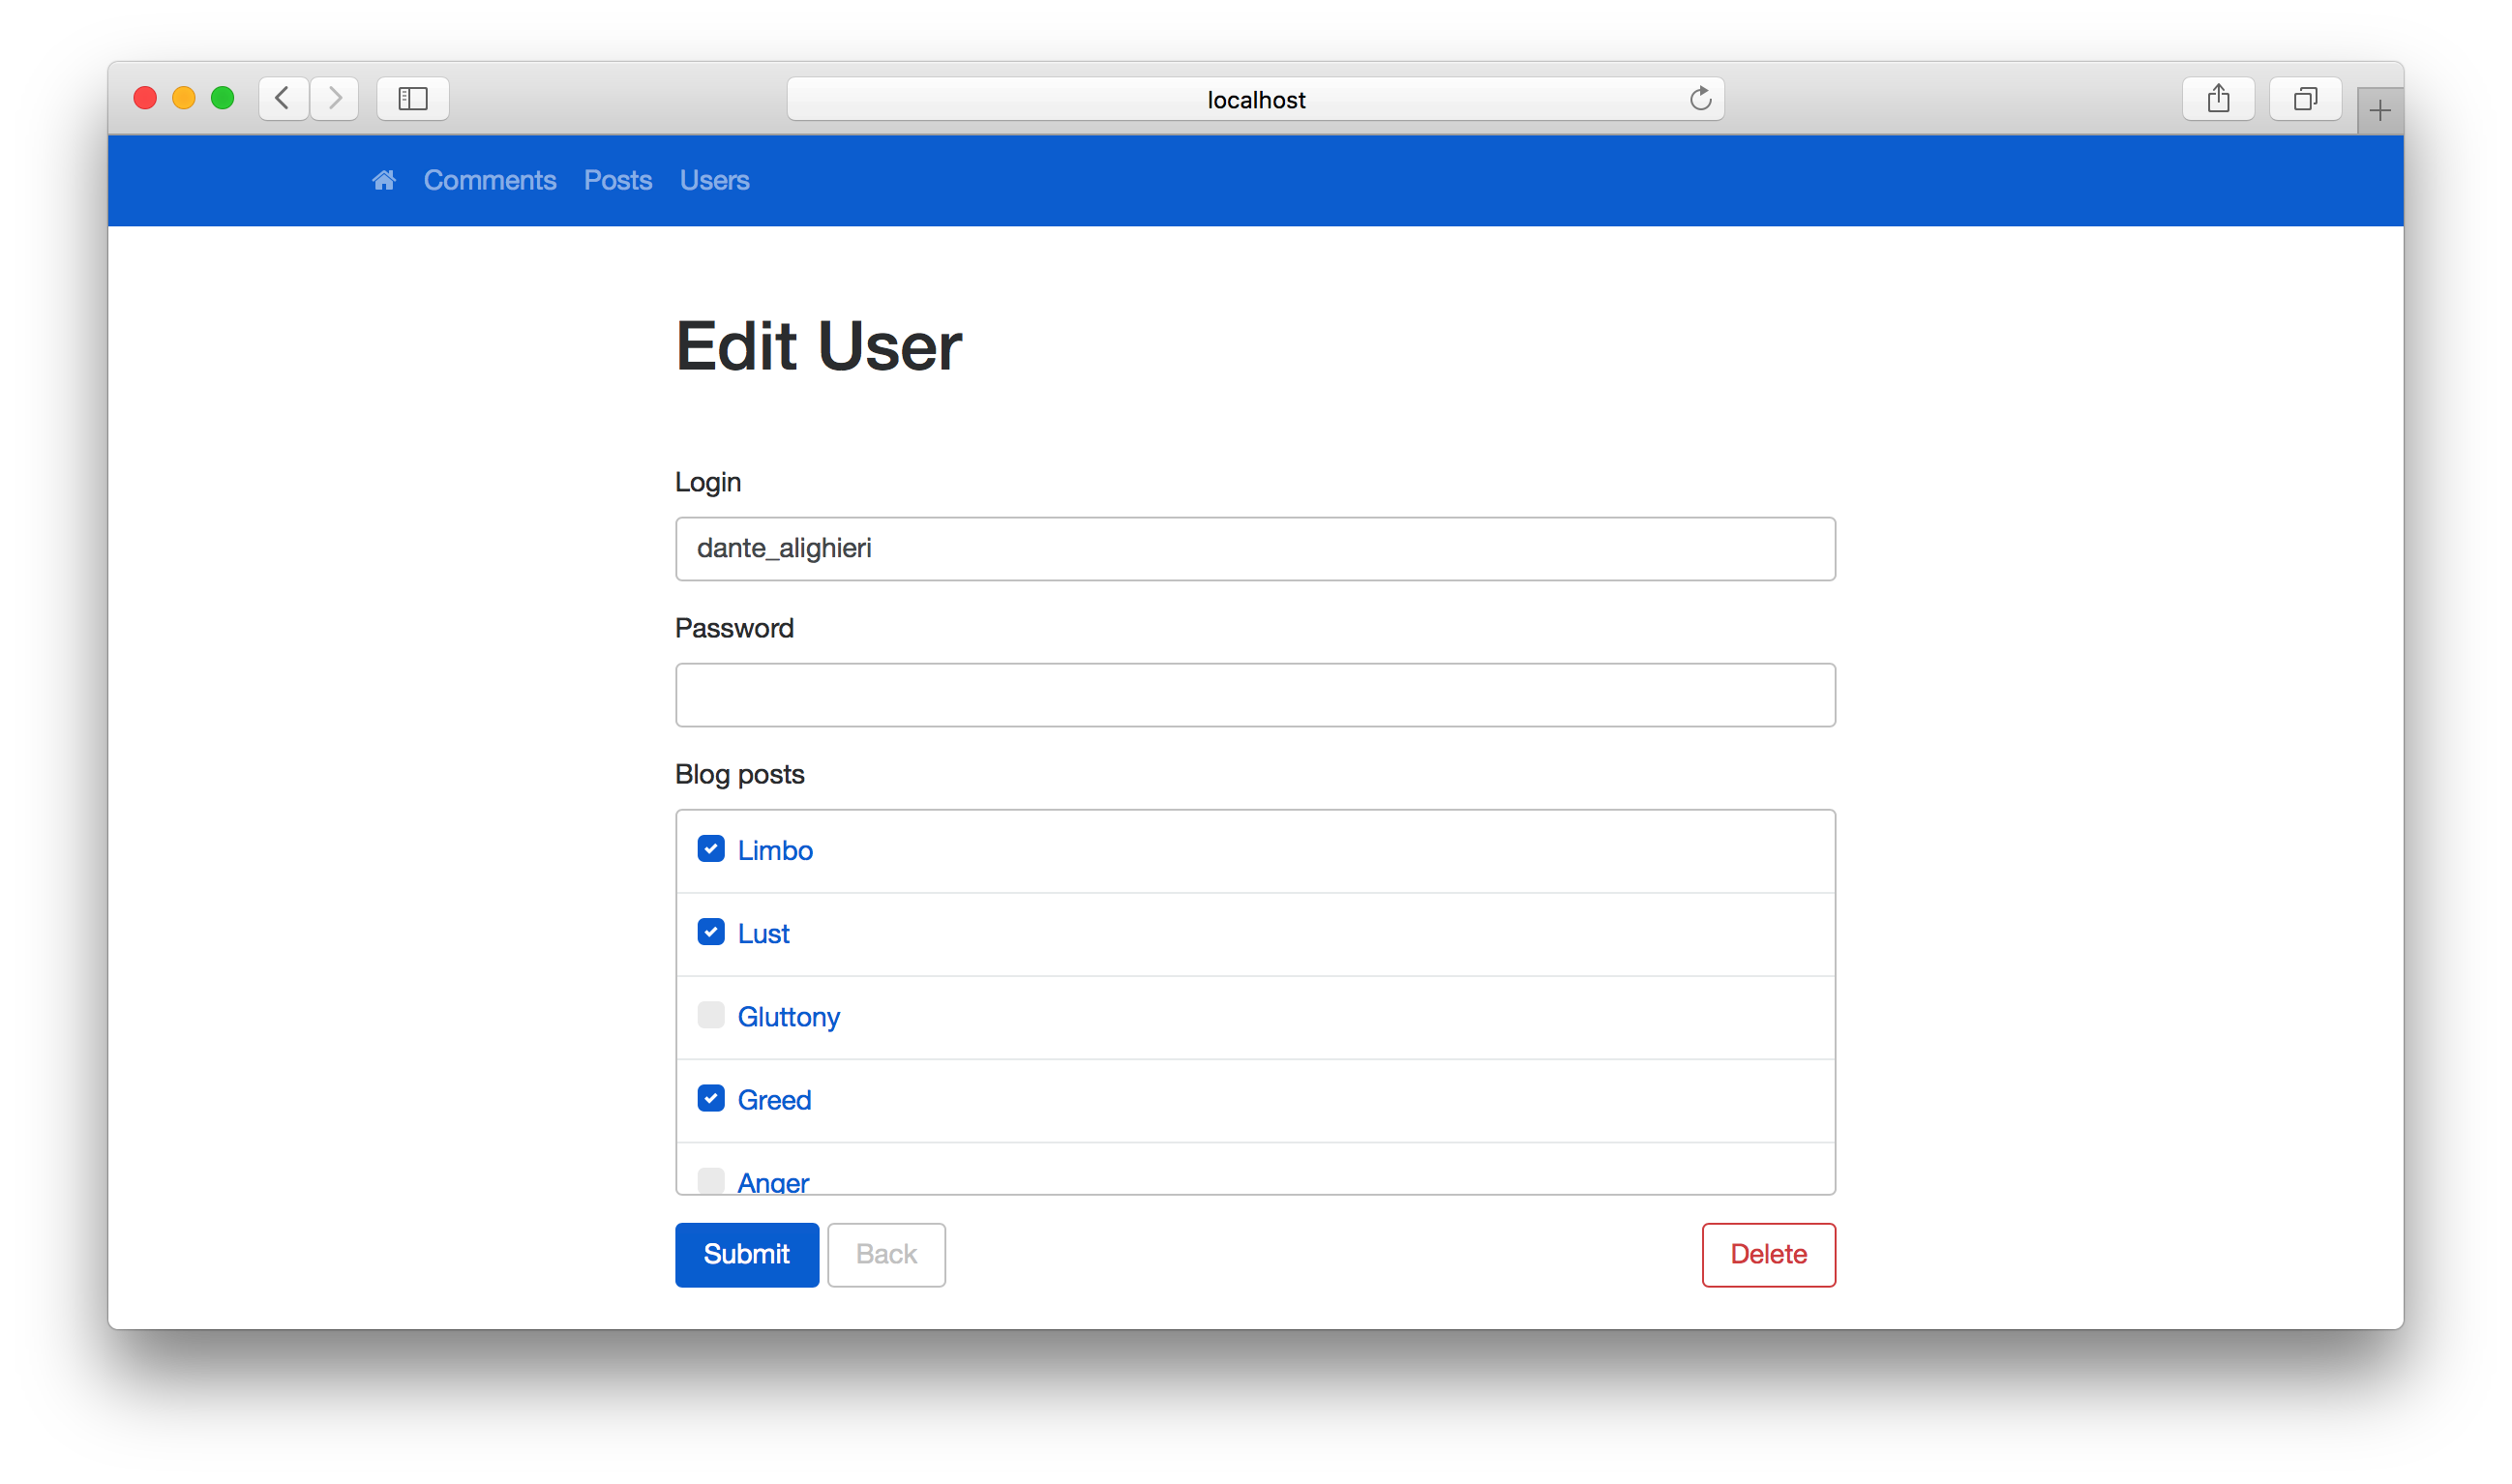 localhost
Comments Posts Users
Edit User
Login
dante_alighieri
Password
Blog posts
Limbo
Lust
Gluttony
Greed
Anger
Submit Back Delete